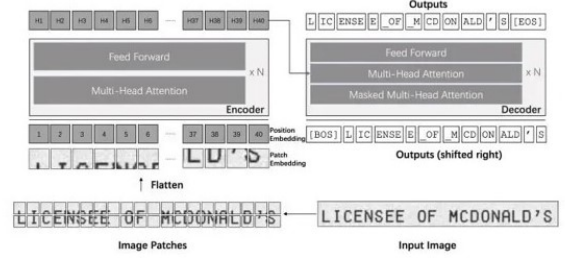 Outputs
H1 H2 H3 H4 H5 H6 ...... H37 H38 H39 H40
L IC ENSE E _OF _M CD ON ALD ' S [EOS]
Feed Forward
Multi-Head Attention
x N
Encoder
Feed Forward
Multi-Head Attention
Masked Multi-Head Attention
x N
Decoder
1 2 3 4 5 6 ...... 37 38 39 40
Position Embedding
Patch Embedding
[BOS] L IC ENSE E _OF _M CD ON ALD ' S
Outputs (shifted right)
LICENSE
LD'S
Flatten
LICENSEE OF MCDONALD'S
Image Patches
LICENSEE OF MCDONALD'S
Input Image